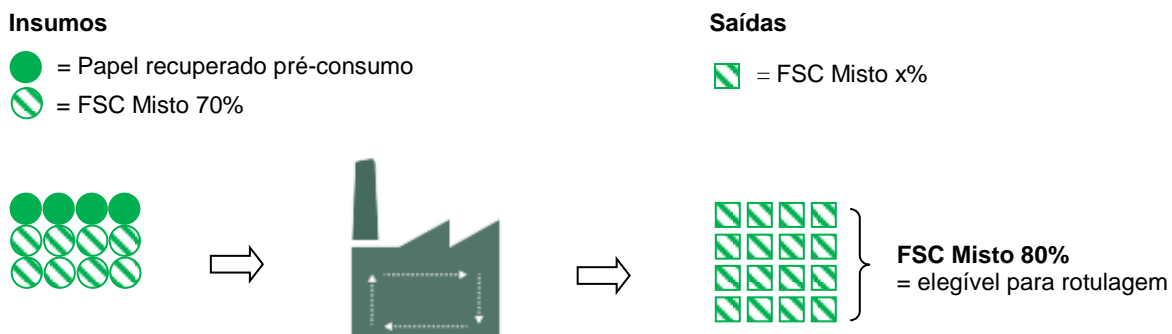 Insumos
= Papel recuperado pré-consumo
= FSC Misto 70%
Saídas
= FSC Misto x%
FSC Misto 80%
= elegível para rotulagem